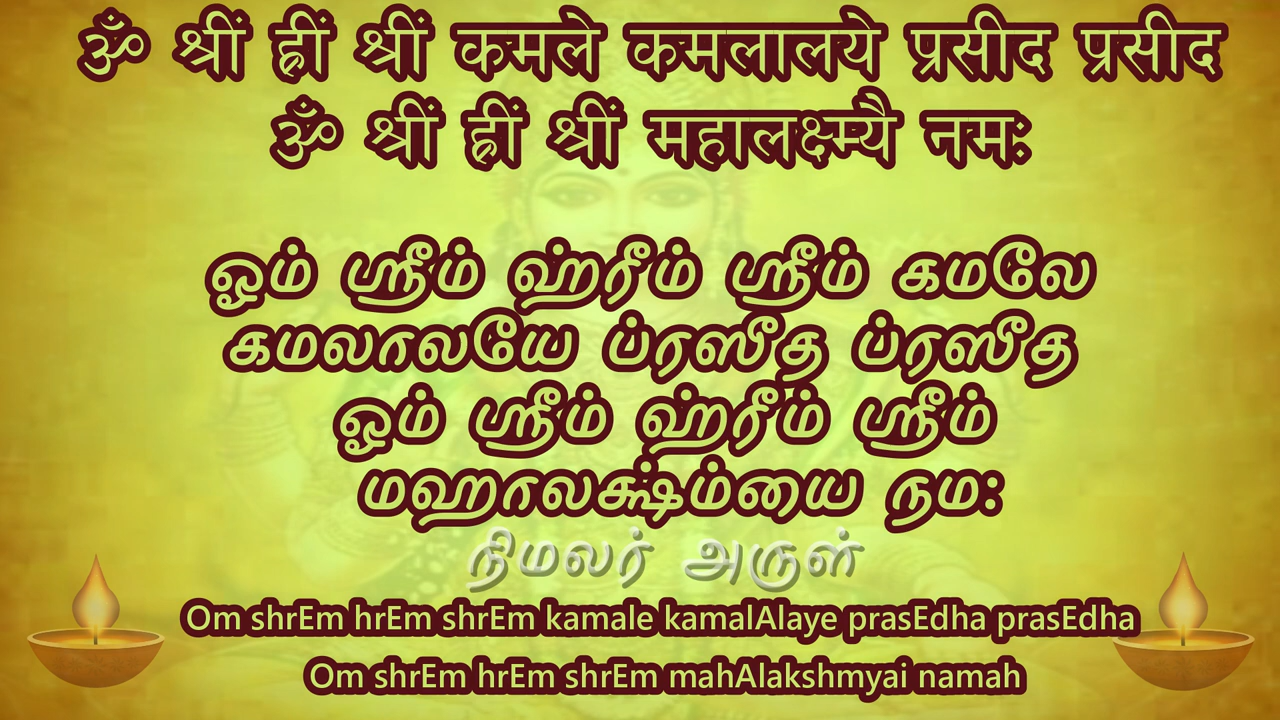 ॐ श्रीं ह्रीं श्रीं कमले कमलालये प्रसीद प्रसीद
ॐ श्रीं ह्रीं श्रीं महालक्ष्म्यै नमः
ஓம் ஸ்ரீம் ஹ்ரீம் ஸ்ரீம் கமலே
கமலாலயே ப்ரஸீத ப்ரஸீத
ஓம் ஸ்ரீம் ஹ்ரீம் ஸ்ரீம்
மஹாலக்ஷ்ம்யை நம:
நிமலர் அருள்
Om shrEm hrEm shrEm kamale kamalAlaye prasEdha prasEdha
Om shrEm hrEm shrEm mahAlakshmyai namah